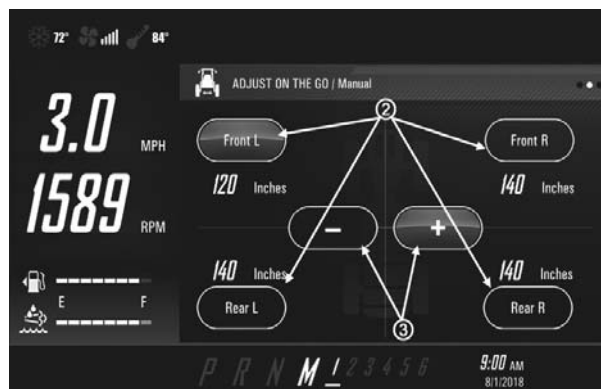 72° 84°
ADJUST ON THE GO / Manual
②
3.0 MPH
Front L Front R
120 Inches 140 Inches
1589 RPM
− +
140 Inches 140 Inches
E F
Rear L Rear R
③
P R N M 1 2 3 4 5 6
9:00 AM
8/1/2018